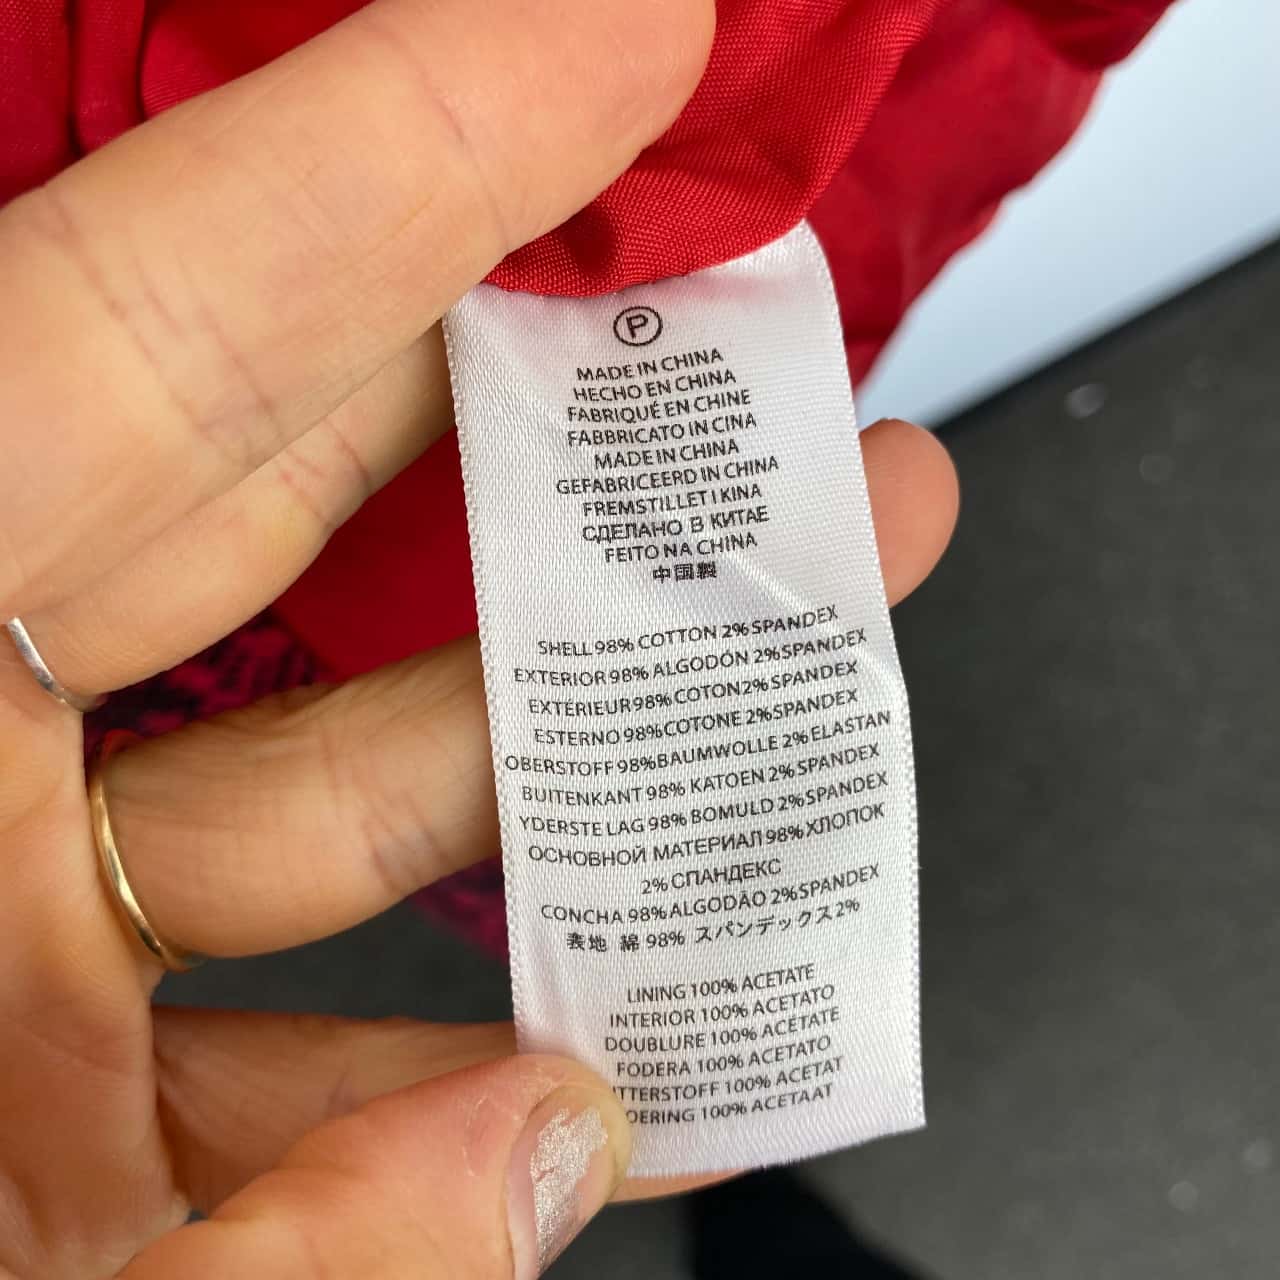 P
MADE IN CHINA
HECHO EN CHINA
FABRIQUÉ EN CHINE
FABBRICATO IN CINA
MADE IN CHINA
GEFABRICEERD IN CHINA
FREMSTILLET I KINA
СДЕЛАНО В КИТАЕ
FEITO NA CHINA
中国製
SHELL 98% COTTON 2% SPANDEX
EXTERIOR 98% ALGODÓN 2% SPANDEX
EXTÉRIEUR 98% COTON 2% SPANDEX
ESTERNO 98% COTONE 2% SPANDEX
OBERSTOFF 98% BAUMWOLLE 2% ELASTAN
BUITENKANT 98% KATOEN 2% SPANDEX
YDERSTE LAG 98% BOMULD 2% SPANDEX
ОСНОВНОЙ МАТЕРИАЛ 98% ХЛОПОК
2% СПАНДЕКС
CONCHA 98% ALGODÃO 2% SPANDEX
表地 綿 98% スパンデックス 2%
LINING 100% ACETATE
INTERIOR 100% ACETATO
DOUBLURE 100% ACETATE
FODERA 100% ACETATO
100% ACETAT
100% ACETAAT